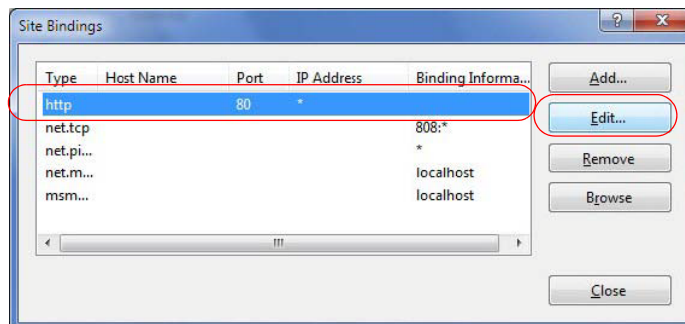 Site Bindings
Type Host Name Port IP Address Binding Informa...
http 80 *
net.tcp 808:*
net.pi... *
net.m... localhost
msm... localhost
Add...
Edit...
Remove
Browse
Close